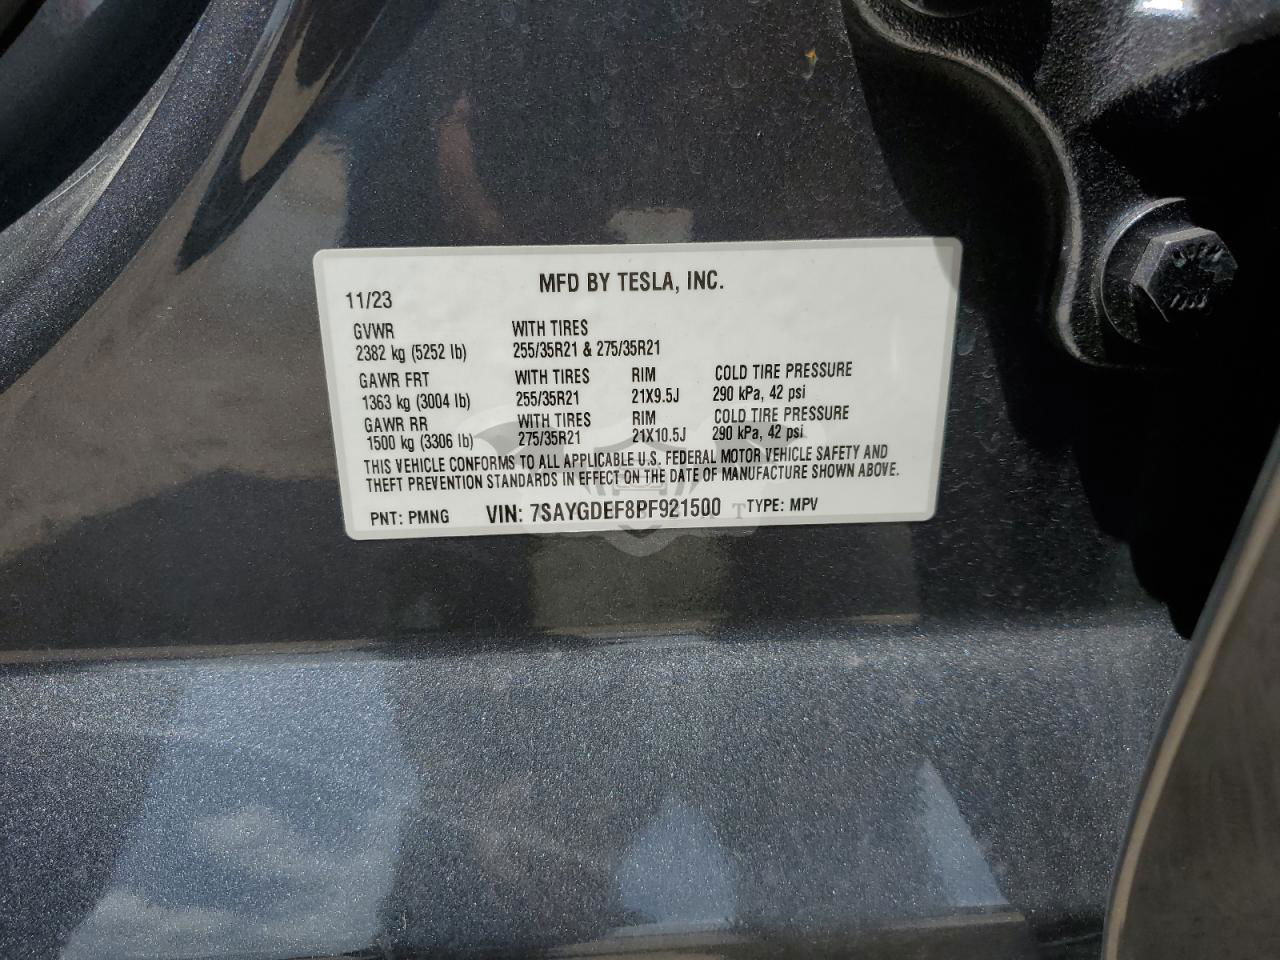 MFD BY TESLA, INC.
11/23
GVWR WITH TIRES
2382 kg (5252 lb) 255/35R21 & 275/35R21
GAWR FRT WITH TIRES RIM COLD TIRE PRESSURE
1363 kg (3004 lb) 255/35R21 21X9.5J 290 kPa, 42 psi
GAWR RR WITH TIRES RIM COLD TIRE PRESSURE
1500 kg (3306 lb) 275/35R21 21X10.5J 290 kPa, 42 psi
THIS VEHICLE CONFORMS TO ALL APPLICABLE U.S. FEDERAL MOTOR VEHICLE SAFETY AND
THEFT PREVENTION STANDARDS IN EFFECT ON THE DATE OF MANUFACTURE SHOWN ABOVE.
PNT: PMNG VIN: 7SAYGDEF8PF921500 TYPE: MPV